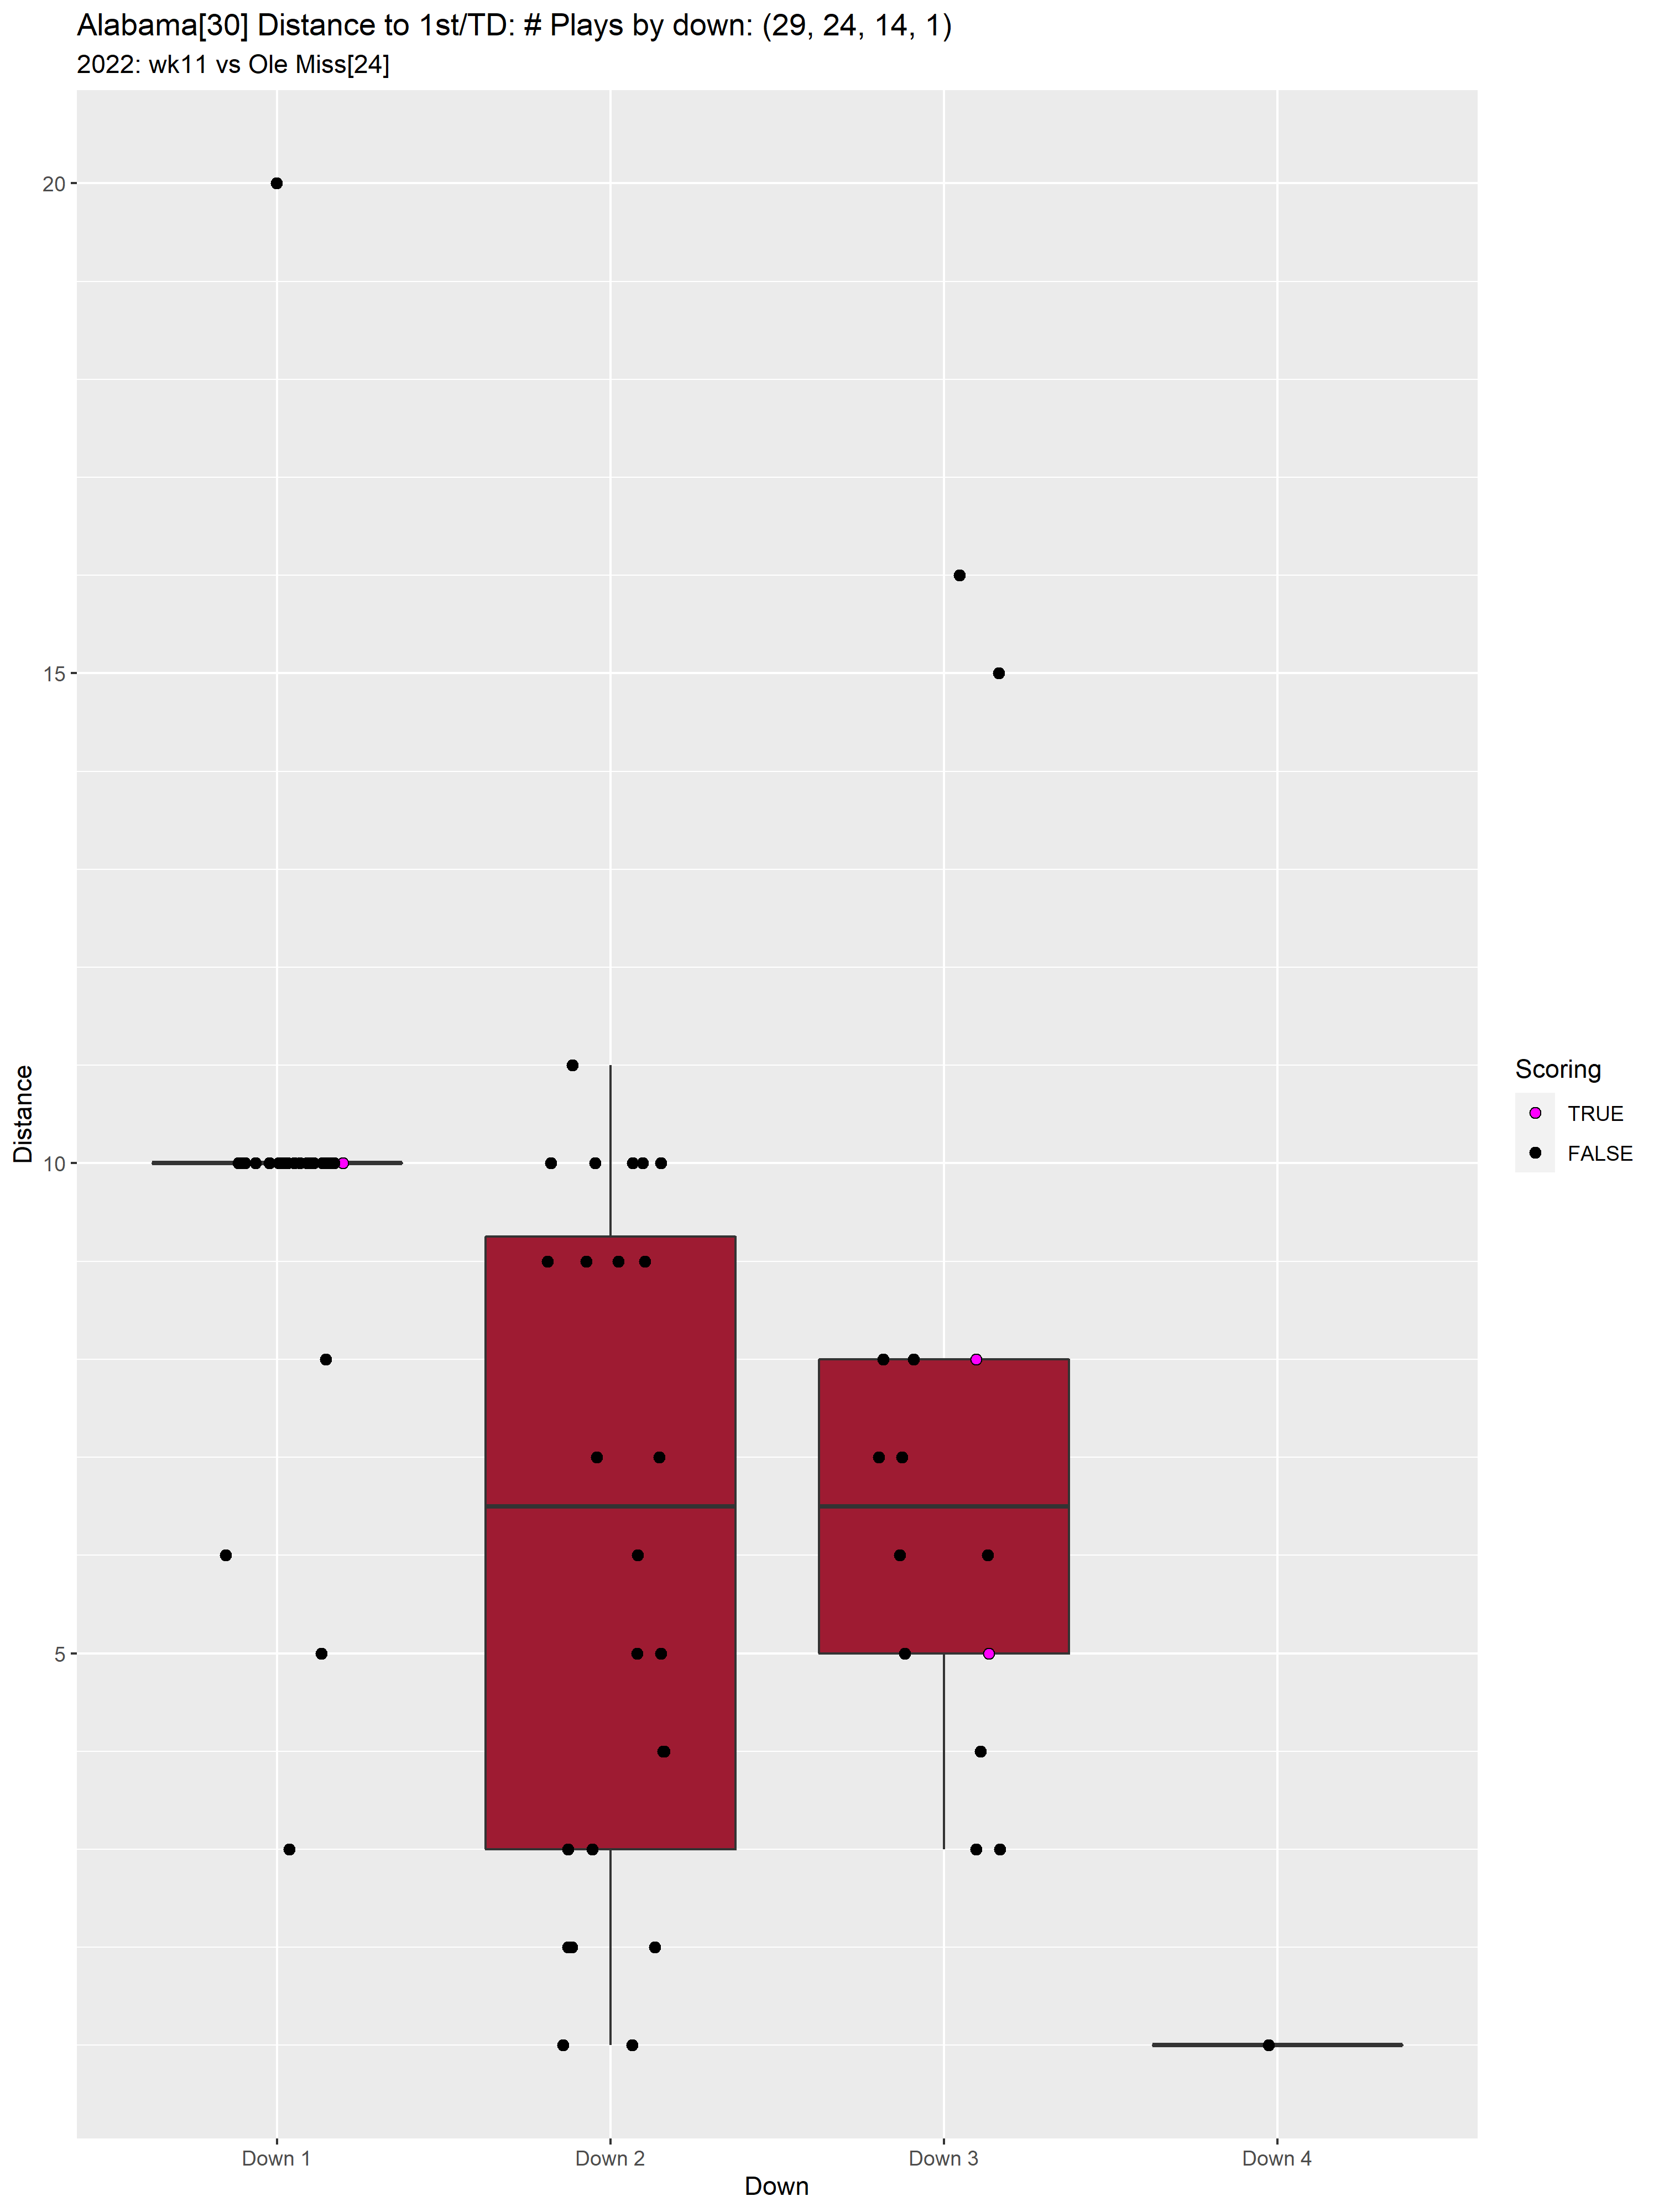 Alabama[30] Distance to 1st/TD: # Plays by down: (29, 24, 14, 1)
2022: wk11 vs Ole Miss[24]
20
15
10
5
Distance
Down 1
Down 2
Down 3
Down 4
Down
Scoring
TRUE
FALSE